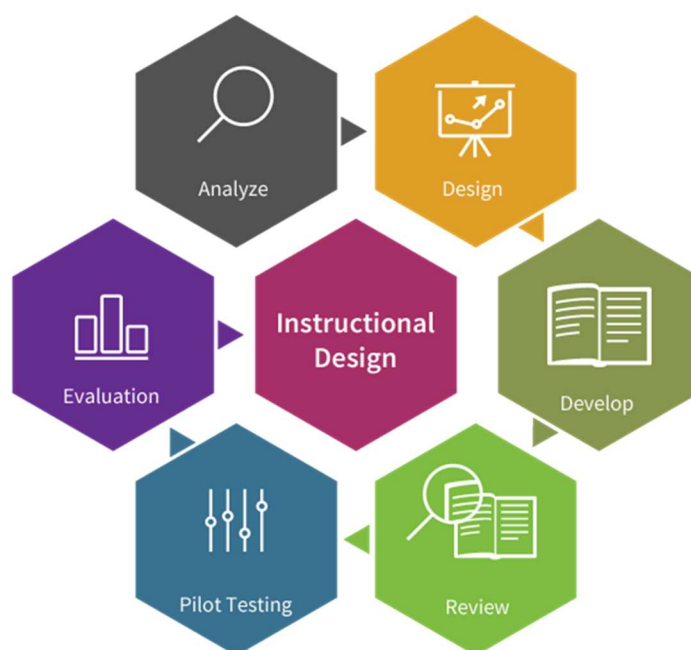 Analyze
Design
Instructional
Design
Evaluation
Develop
Pilot Testing
Review